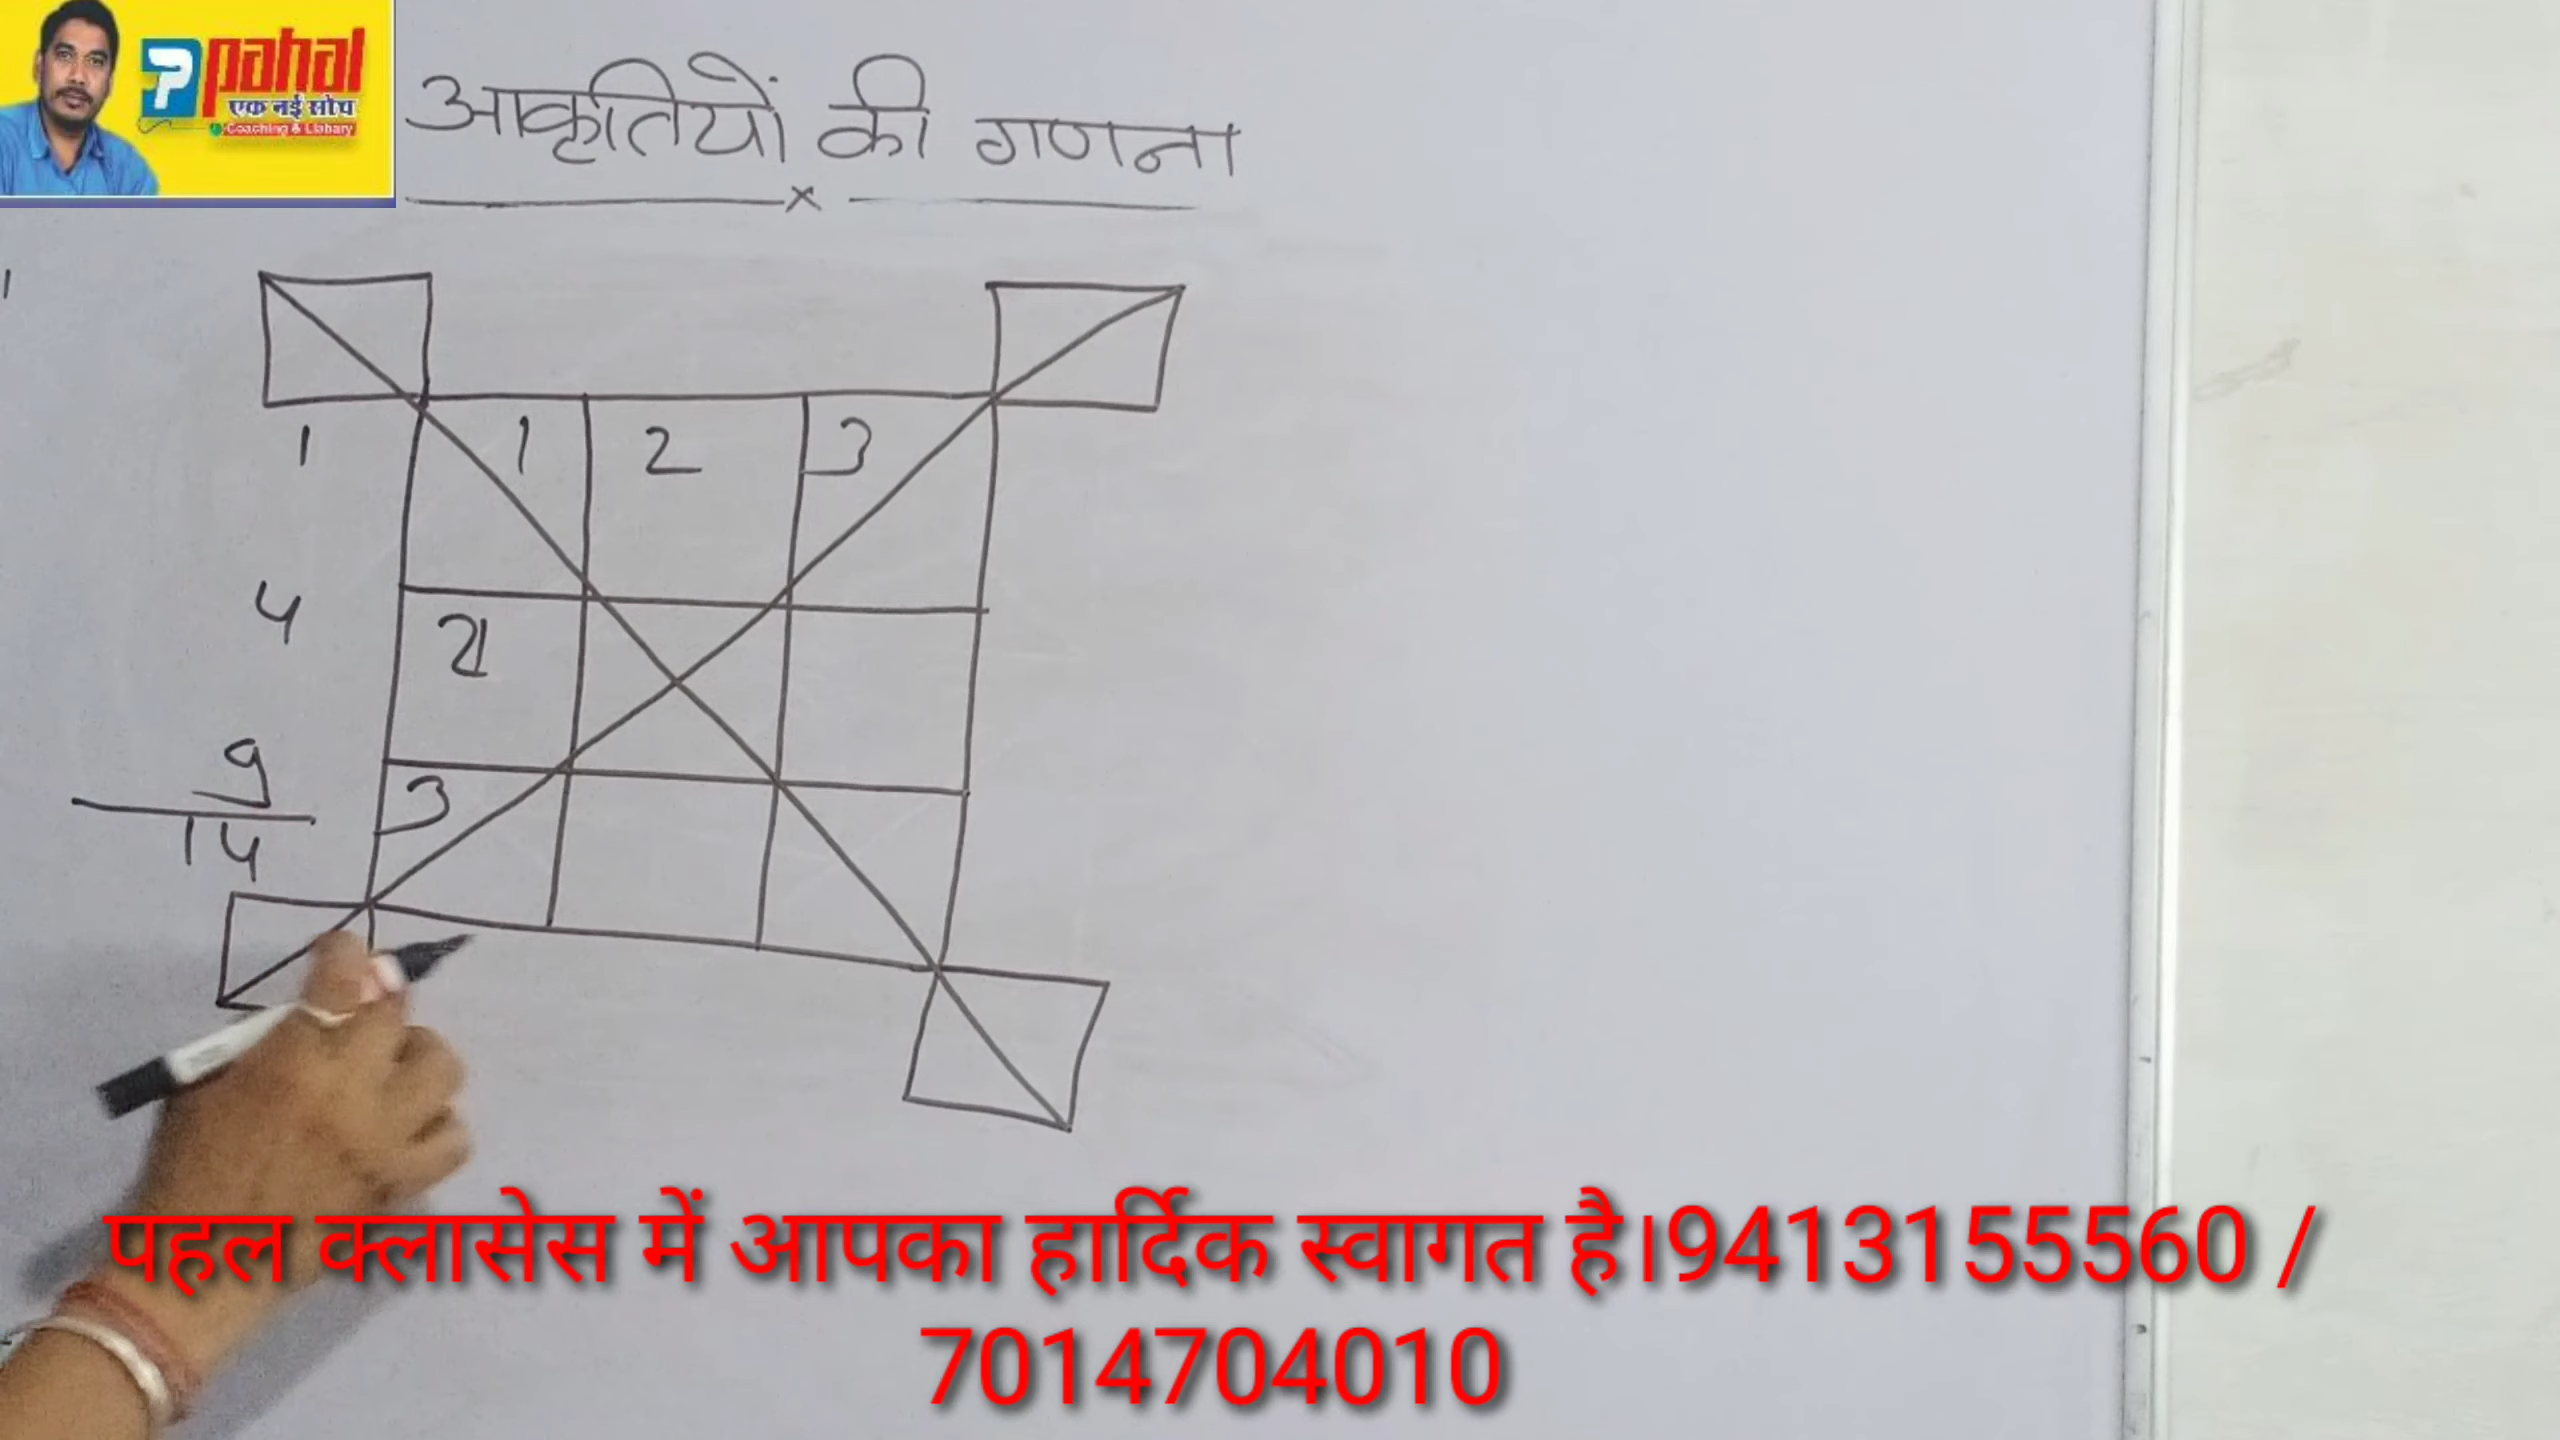 pahal
एक नई सोच
Coaching & Liabary
आकृतियों की गणना
x
1
1 1 2 3
4 2
9 3
14
पहल क्लासेस में आपका हार्दिक स्वागत है।9413155560 /
7014704010